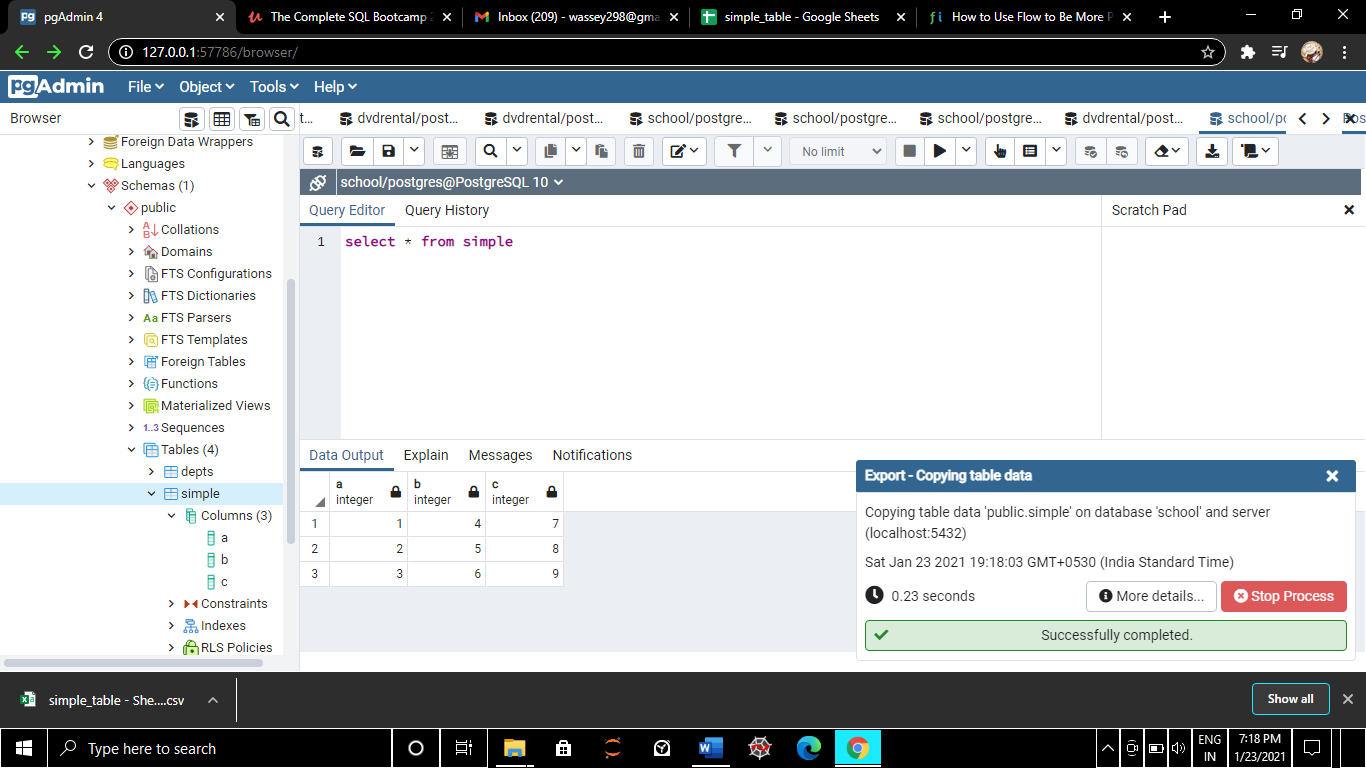 pgAdmin 4
The Complete SQL Bootcamp
Inbox (209) - wassey298@gma
simple_table - Google Sheets
How to Use Flow to Be More P
127.0.0.1:57786/browser/
pgAdmin File Object Tools Help
Browser
t... dvdrental/post... dvdrental/post... school/postgre... school/postgre... school/postgre... dvdrental/post... school/po
Foreign Data Wrappers
Languages
Schemas (1)
public
Collations
Domains
FTS Configurations
FTS Dictionaries
FTS Parsers
FTS Templates
Foreign Tables
Functions
Materialized Views
1..3 Sequences
Tables (4)
depts
simple
Columns (3)
a
b
c
Constraints
Indexes
RLS Policies
No limit
school/postgres@PostgreSQL 10
Query Editor Query History
Scratch Pad
1 select * from simple
Data Output Explain Messages Notifications
a integer
b integer
c integer
1 1 4 7
2 2 5 8
3 3 6 9
Export - Copying table data
Copying table data 'public.simple' on database 'school' and server
(localhost:5432)
Sat Jan 23 2021 19:18:03 GMT+0530 (India Standard Time)
0.23 seconds
More details...
Stop Process
Successfully completed.
simple_table - She....csv
Show all
Type here to search
ENG
IN
7:18 PM
1/23/2021